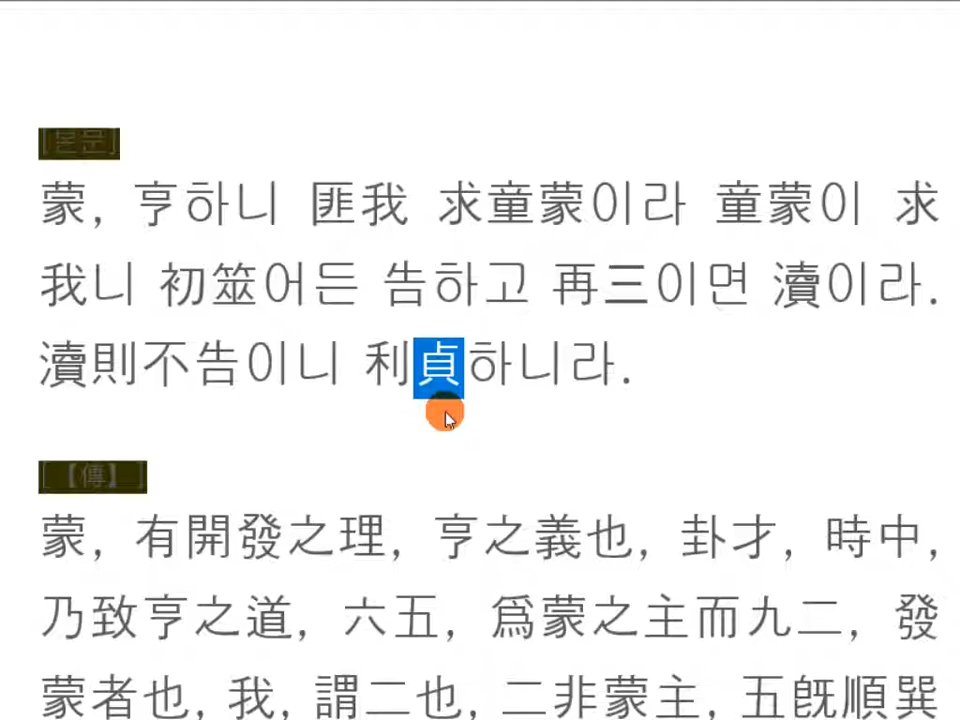 [본문]
蒙, 亨하니 匪我 求童蒙이라 童蒙이 求
我니 初筮어든 告하고 再三이면 瀆이라.
瀆則不告이니 利貞하니라.
[【傳】]
蒙, 有開發之理, 亨之義也, 卦才, 時中,
乃致亨之道, 六五, 爲蒙之主而九二, 發
蒙者也, 我, 謂二也, 二非蒙主, 五旣順巽